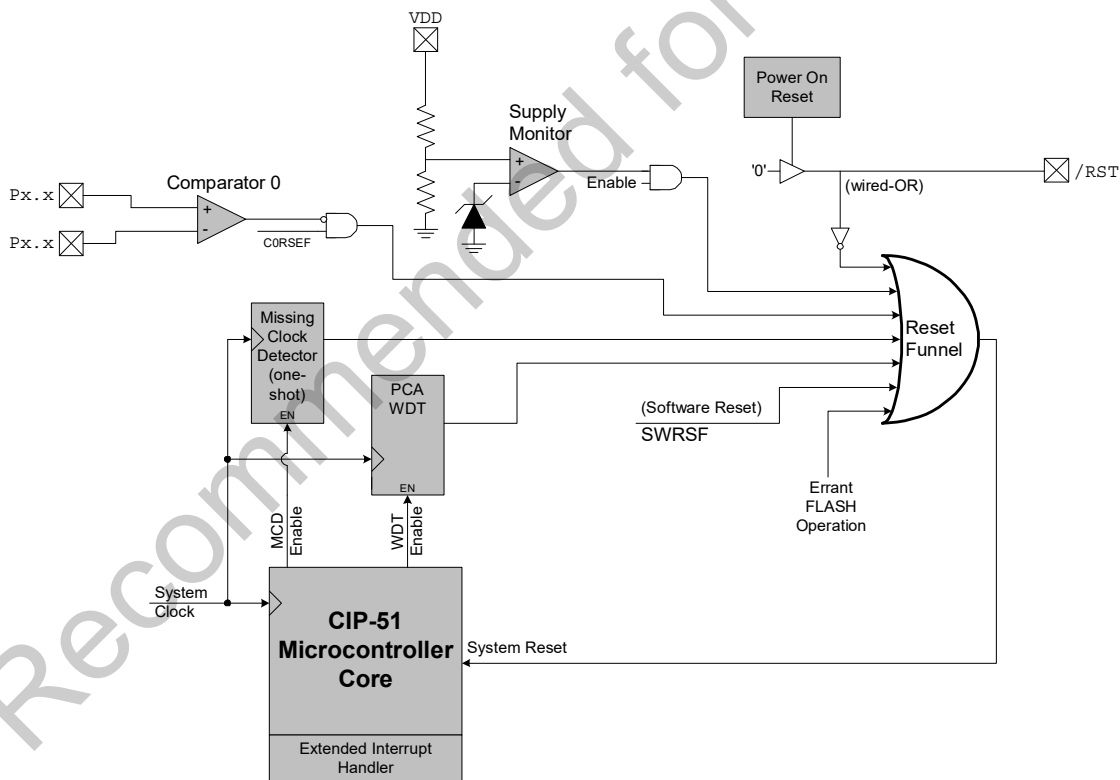 VDD
Power On
Reset
Supply
Monitor
+
-
Enable
'0'
(wired-OR)
/RST
Px.x
Px.x
Comparator 0
+
-
C0RSEF
Missing
Clock
Detector
(one-
shot)
EN
PCA
WDT
EN
Reset
Funnel
(Software Reset)
SWRSF
Errant
FLASH
Operation
MCD
Enable
WDT
Enable
System
Clock
CIP-51
Microcontroller
Core
System Reset
Extended Interrupt
Handler
Recommended for